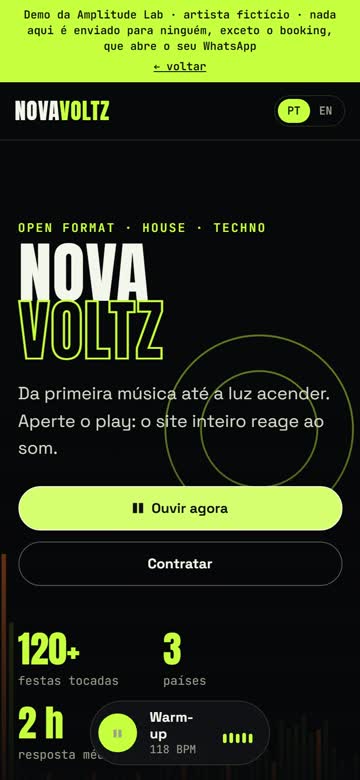 Demo da Amplitude Lab · artista fictício · nada
aqui é enviado para ninguém, exceto o booking,
que abre o seu WhatsApp
← voltar
NOVAVOLTZ
PT EN
OPEN FORMAT · HOUSE · TECHNO
NOVA
VOLTZ
Da primeira música até a luz acender.
Aperte o play: o site inteiro reage ao
som.
Ouvir agora
Contratar
120+ 3
festas tocadas países
2 h
resposta
Warm-
up
118 BPM